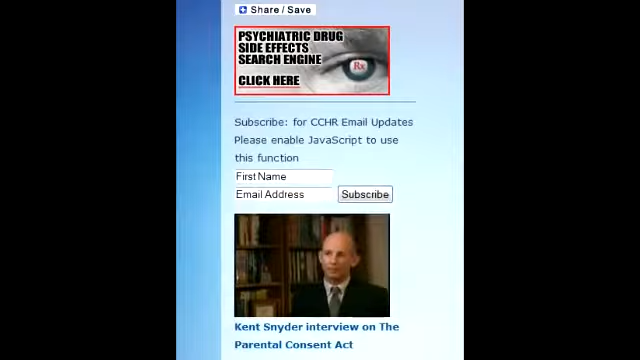 Share / Save
PSYCHIATRIC DRUG
SIDE EFFECTS
SEARCH ENGINE
Rx
CLICK HERE
Subscribe: for CCHR Email Updates
Please enable JavaScript to use
this function
First Name
Email Address
Subscribe
Kent Snyder interview on The
Parental Consent Act